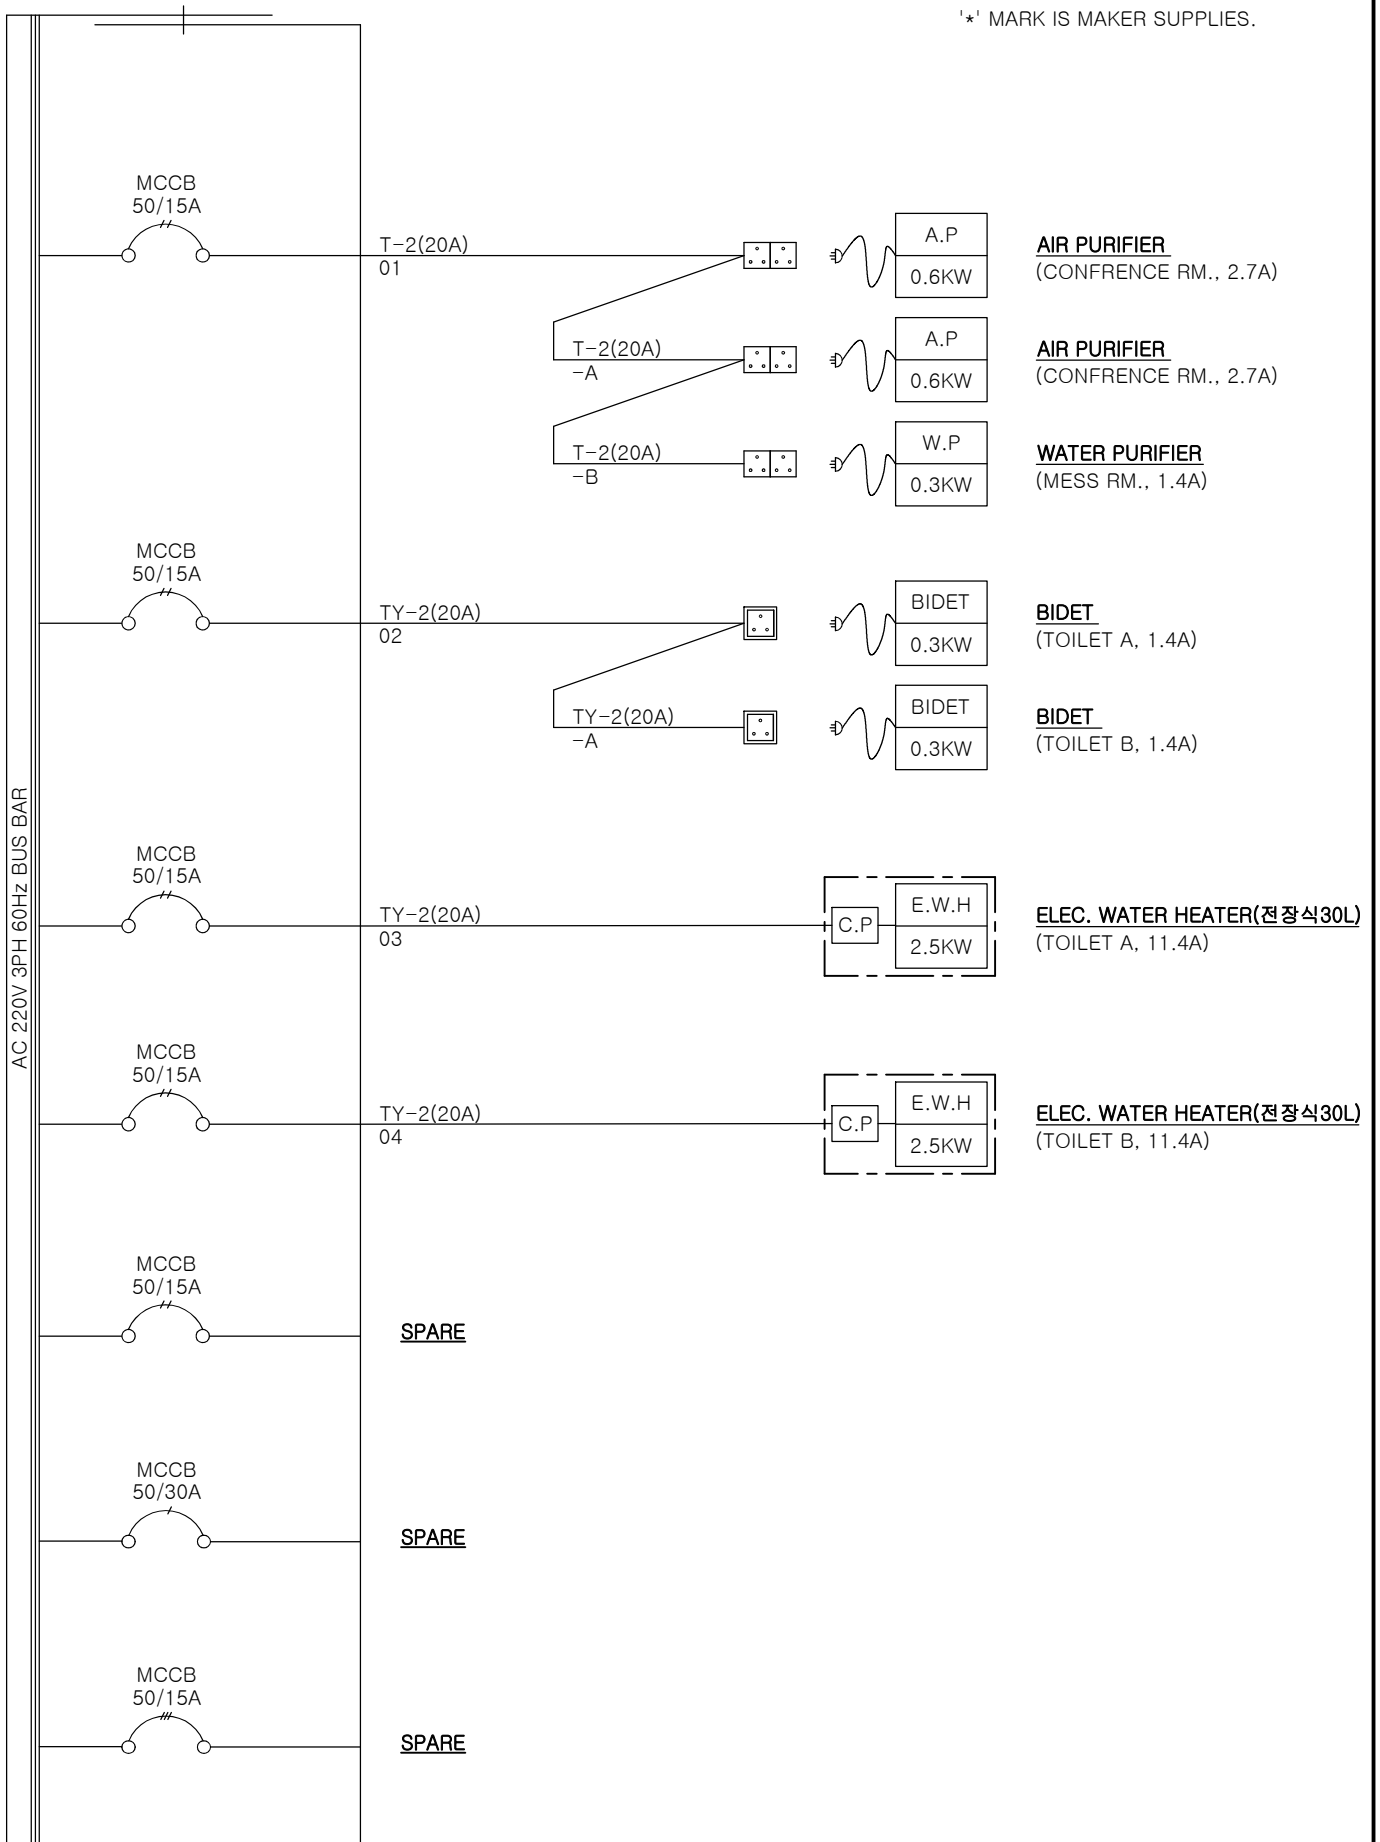 '*' MARK IS MAKER SUPPLIES.
AC 220V 3PH 60Hz BUS BAR
MCCB
50/15A
T-2(20A)
01
A.P
0.6KW
AIR PURIFIER
(CONFRENCE RM., 2.7A)
T-2(20A)
-A
A.P
0.6KW
AIR PURIFIER
(CONFRENCE RM., 2.7A)
T-2(20A)
-B
W.P
0.3KW
WATER PURIFIER
(MESS RM., 1.4A)
MCCB
50/15A
TY-2(20A)
02
BIDET
0.3KW
BIDET
(TOILET A, 1.4A)
TY-2(20A)
-A
BIDET
0.3KW
BIDET
(TOILET B, 1.4A)
MCCB
50/15A
TY-2(20A)
03
C.P
E.W.H
2.5KW
ELEC. WATER HEATER(전장식30L)
(TOILET A, 11.4A)
MCCB
50/15A
TY-2(20A)
04
C.P
E.W.H
2.5KW
ELEC. WATER HEATER(전장식30L)
(TOILET B, 11.4A)
MCCB
50/15A
SPARE
MCCB
50/30A
SPARE
MCCB
50/15A
SPARE